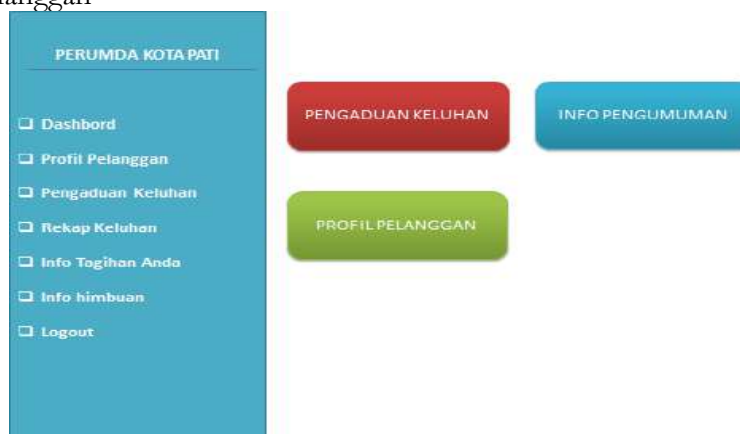 PERUMDA KOTA PATI
Dashbord
Profil Pelanggan
Pengaduan Keluhan
Rekap Keluhan
Info Tagihan Anda
Info himbuan
Logout
PENGADUAN KELUHAN
INFO PENGUMUMAN
PROFIL PELANGGAN